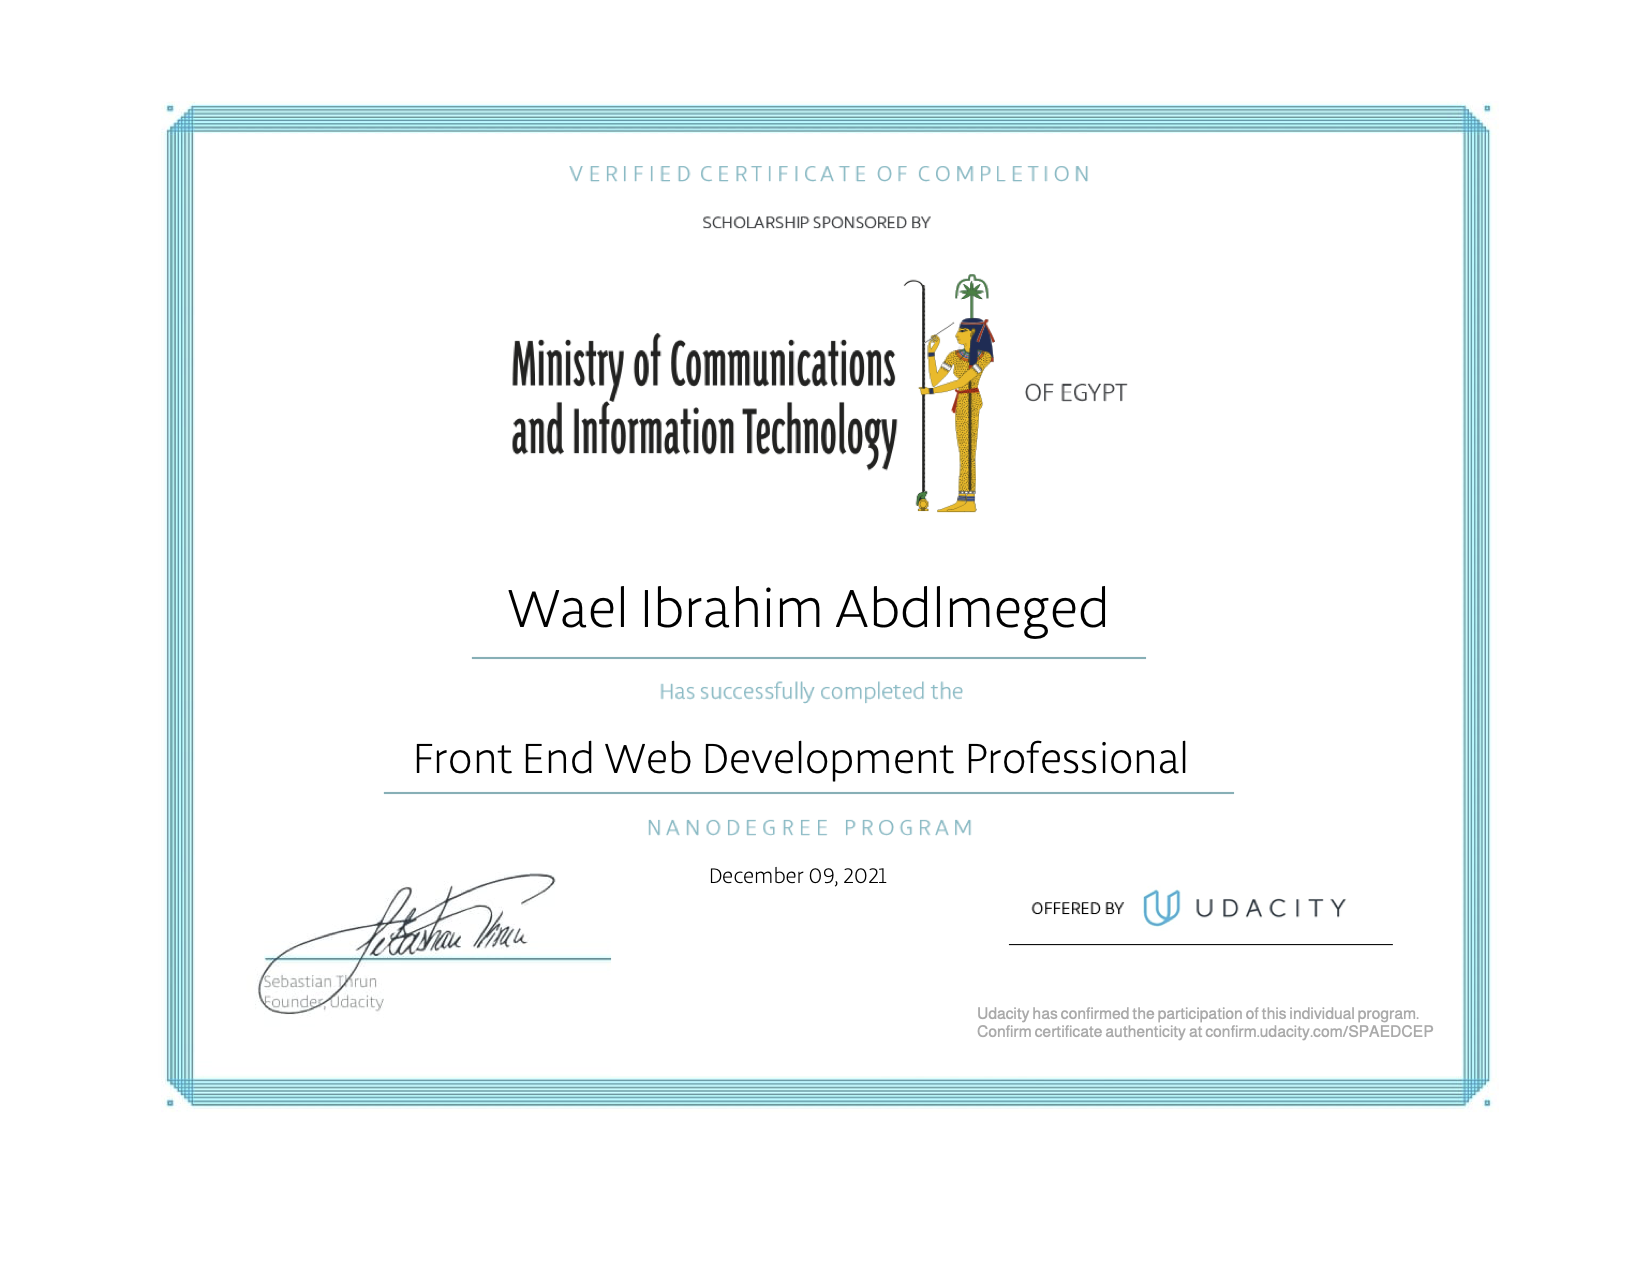 VERIFIED CERTIFICATE OF COMPLETION
SCHOLARSHIP SPONSORED BY
Ministry of Communications
and Information Technology
OF EGYPT
Wael Ibrahim Abdlmeged
Has successfully completed the
Front End Web Development Professional
NANODEGREE PROGRAM
December 09, 2021
OFFERED BY UDACITY
Sebastian Thrun
Sebastian Thrun
Founder, Udacity
Udacity has confirmed the participation of this individual program.
Confirm certificate authenticity at confirm.udacity.com/SPAEDCEP